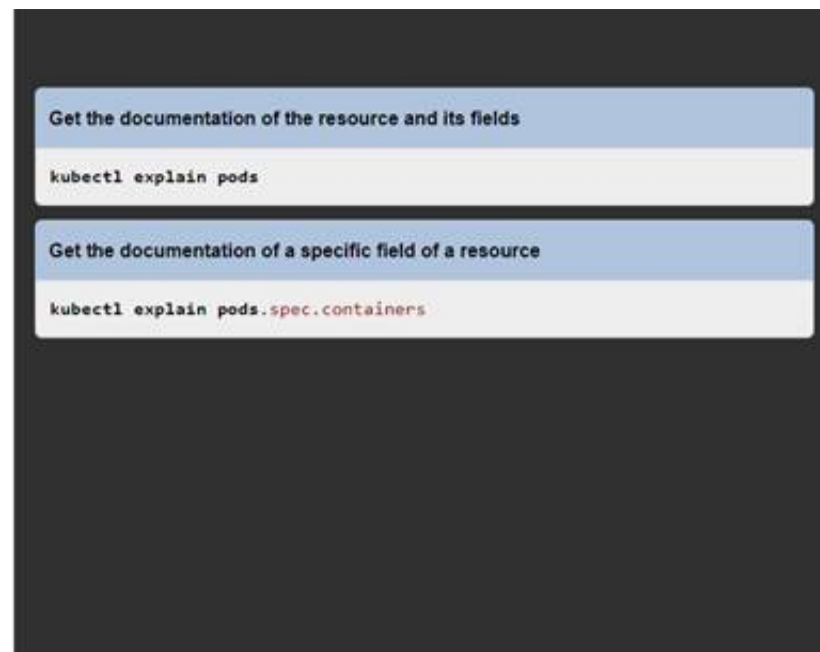 Get the documentation of the resource and its fields
kubectl explain pods
Get the documentation of a specific field of a resource
kubectl explain pods.spec.containers